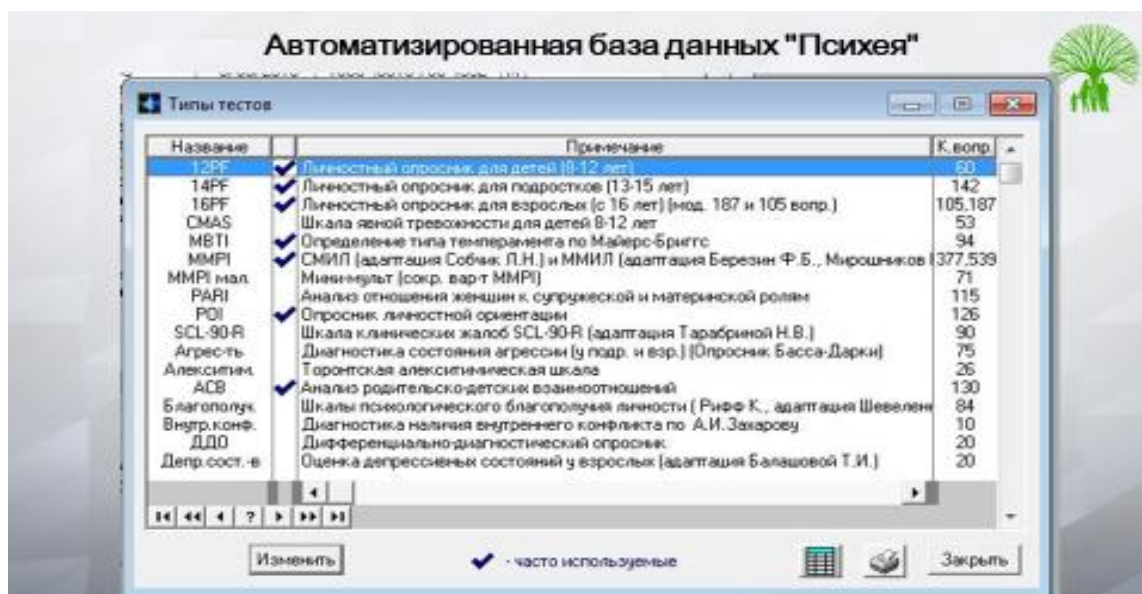 Автоматизированная база данных "Психея"
Типы тестов
Название Примечание К.вопр.
12PF Личностный опросник для детей (8-12 лет) 60
14PF Личностный опросник для подростков (13-15 лет) 142
16PF Личностный опросник для взрослых (с 16 лет) (мод. 187 и 105 вопр.) 105.187
CMAS Шкала явной тревожности для детей 8-12 лет 53
MBTI Определение типа темперамента по Майерс-Бриггс 94
MMPI СМИЛ (адаптация Собчик Л.Н.) и ММИЛ (адаптация Березин Ф.Б., Мирошников 377.539
MMPI мал. Мини-мульт (сокр. вар-т MMPI) 71
PARI Анализ отношения женщин к супружеской и материнской ролям 115
POI Опросник личностной ориентации 126
SCL-90-R Шкала клинических жалоб SCL-90-R (адаптация Тарабриной Н.В.) 90
Агрес-ть Диагностика состояния агрессии (у подр. и взр.) (Опросник Басса-Дарки) 75
Алекситим. Торонтская алекситимическая шкала 26
АСВ Анализ родительско-детских взаимоотношений 130
Благополуч. Шкалы психологического благополучия личности ( Рифф К., адаптация Шевелен 84
Внутр.конф. Диагностика наличия внутреннего конфликта по А.И.Захарову 10
ДДО Дифференциально-диагностический опросник 20
Депр.сост.-в Оценка депрессивных состояний у взрослых (адаптация Балашовой Т.И.) 20
?
Изменить - часто используемые Закрыть